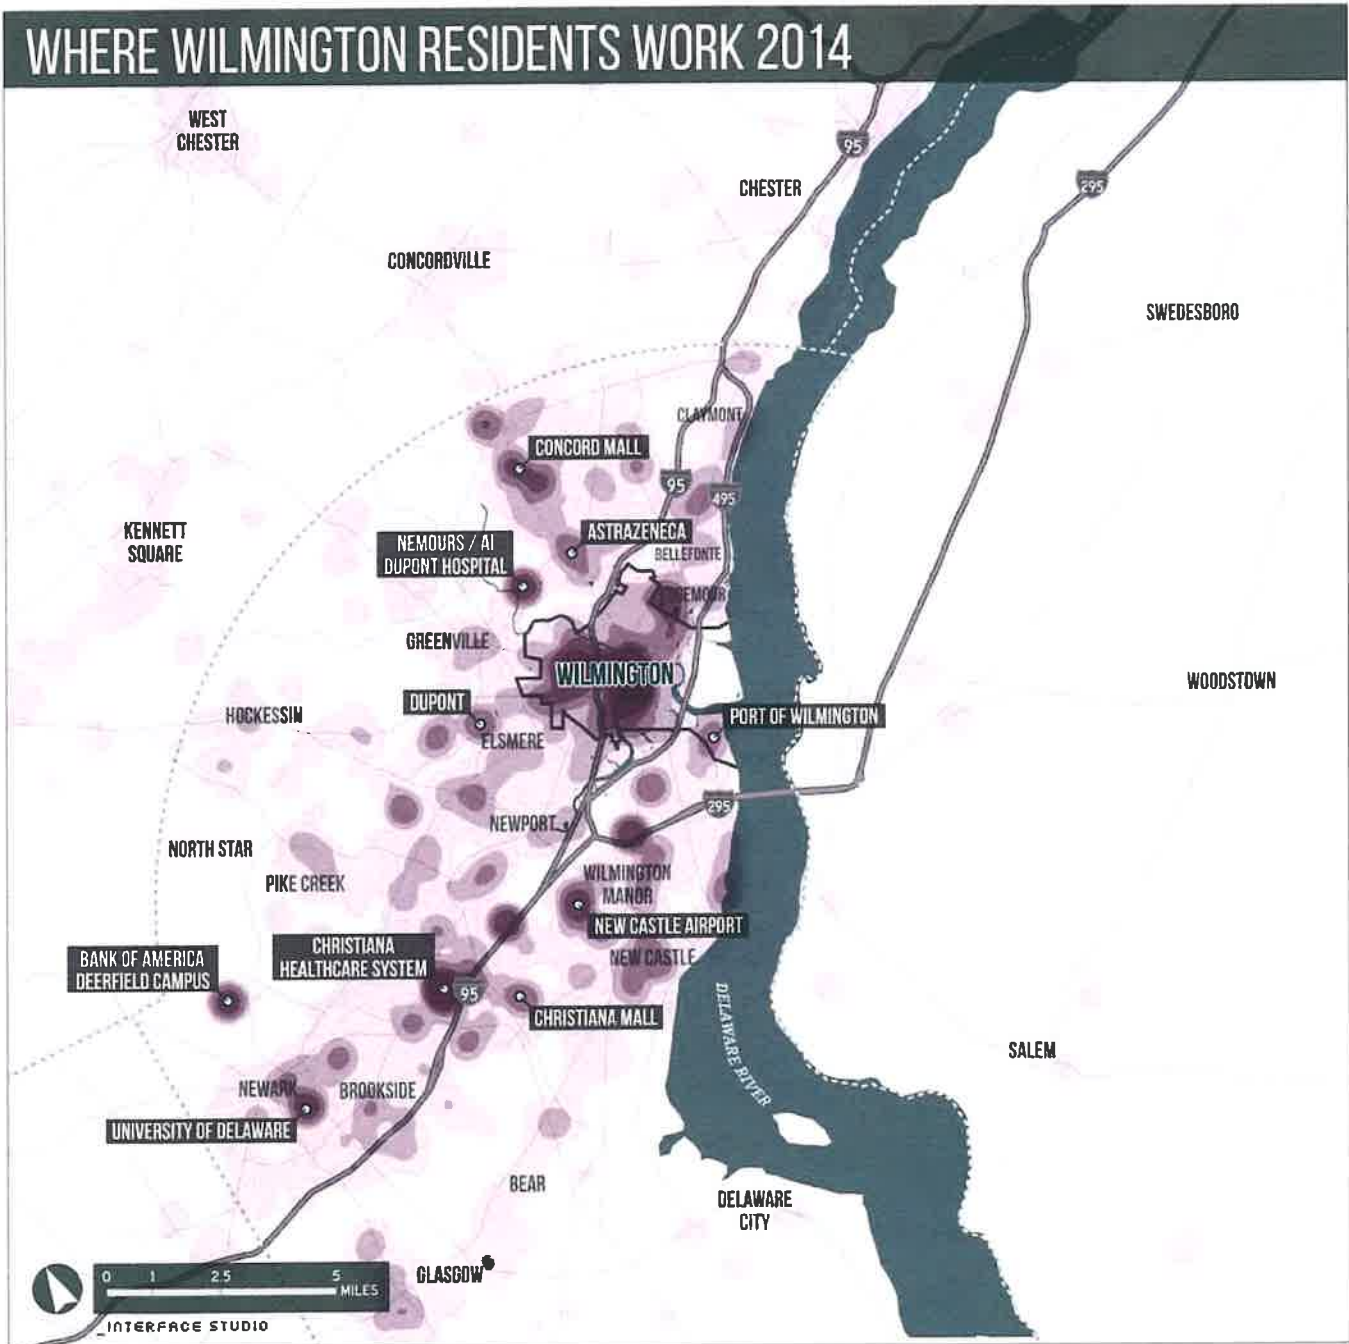 WHERE WILMINGTON RESIDENTS WORK 2014
WEST
CHESTER
95
CHESTER
295
CONCORDVILLE
SWEDESBORO
CLAYMONT
CONCORD MALL
95
495
KENNETT
SQUARE
ASTRAZENECA
NEMOURS / AI
DUPONT HOSPITAL
BELLEFONTE
GREENVILLE
WILMINGTON
WOODSTOWN
DUPONT
HOCKESSIN
PORT OF WILMINGTON
ELSMERE
295
NEWPORT
NORTH STAR
PIKE CREEK
WILMINGTON
MANOR
NEW CASTLE AIRPORT
CHRISTIANA
HEALTHCARE SYSTEM
BANK OF AMERICA
DEERFIELD CAMPUS
NEW CASTLE
95
CHRISTIANA MALL
DELAWARE RIVER
SALEM
NEWARK
BROOKSIDE
UNIVERSITY OF DELAWARE
BEAR
DELAWARE
CITY
GLASGOW
0 1 2.5 5
MILES
_INTERFACE STUDIO